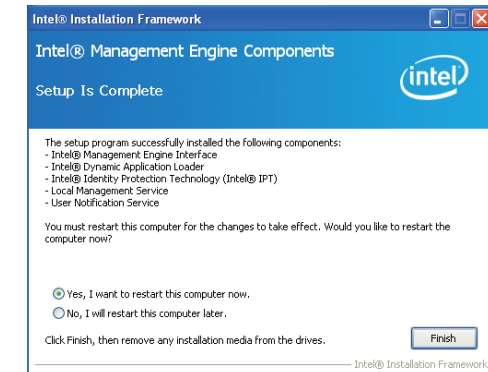 Intel® Installation Framework
Intel® Management Engine Components
Setup Is Complete
intel
The setup program successfully installed the following components:
- Intel® Management Engine Interface
- Intel® Dynamic Application Loader
- Intel® Identity Protection Technology (Intel® IPT)
- Local Management Service
- User Notification Service
You must restart this computer for the changes to take effect. Would you like to restart the
computer now?
Yes, I want to restart this computer now.
No, I will restart this computer later.
Click Finish, then remove any installation media from the drives.
Finish
Intel® Installation Framework